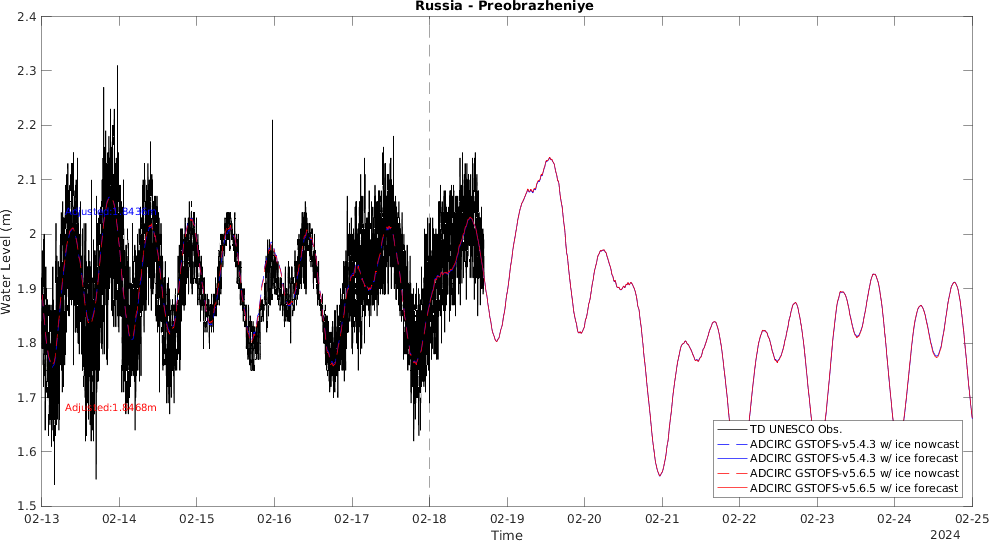 Russia - Preobrazheniye
2.4
2.3
2.2
2.1
2
1.9
1.8
1.7
1.6
1.5
Water Level (m)
Adjusted:1.8468m
TD UNESCO Obs.
ADCIRC GSTOFS-v5.4.3 w/ ice nowcast
ADCIRC GSTOFS-v5.4.3 w/ ice forecast
ADCIRC GSTOFS-v5.6.5 w/ ice nowcast
ADCIRC GSTOFS-v5.6.5 w/ ice forecast
02-13 02-14 02-15 02-16 02-17 02-18 02-19 02-20 02-21 02-22 02-23 02-24 02-25
Time
2024